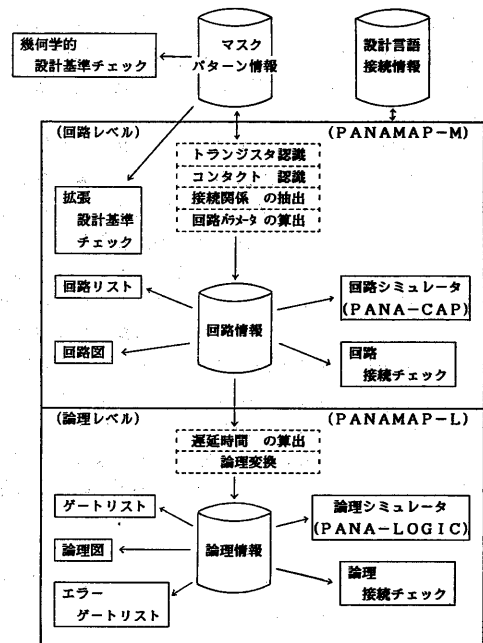 幾何学的
設計基準チェック
マスク
パターン情報
設計言語
接続情報
(回路レベル)
(PANAMAP-M)
トランジスタ認識
コンタクト 認識
接続関係 の抽出
回路パラメータ の算出
拡張
設計基準
チェック
回路リスト
回路図
回路情報
回路シミュレータ
(PANA-CAP)
回路
接続チェック
(論理レベル)
(PANAMAP-L)
遅延時間 の算出
論理変換
ゲートリスト
論理図
エラー
ゲートリスト
論理情報
論理シミュレータ
(PANA-LOGIC)
論理
接続チェック